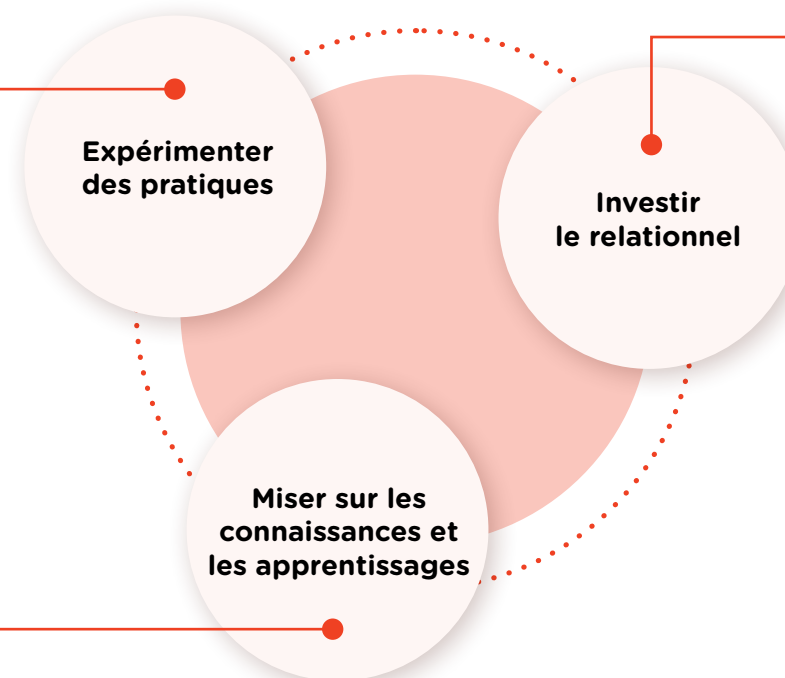 Expérimenter
des pratiques
Investir
le relationnel
Miser sur les
connaissances et
les apprentissages